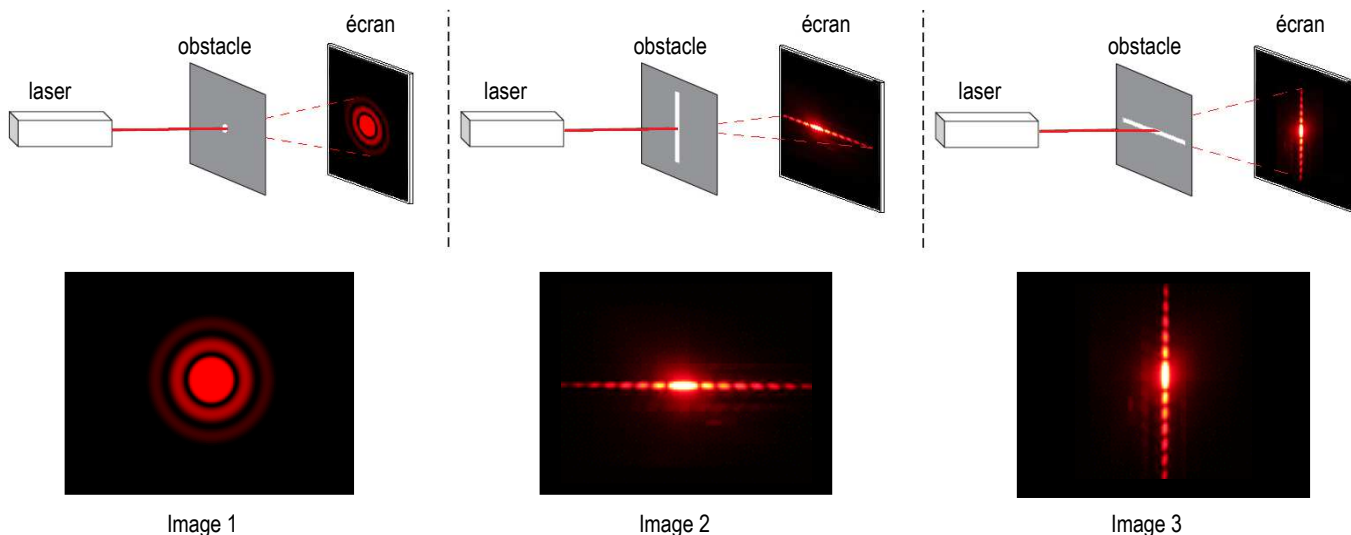 laser
obstacle
écran
laser
obstacle
écran
laser
obstacle
écran
Image 1
Image 2
Image 3